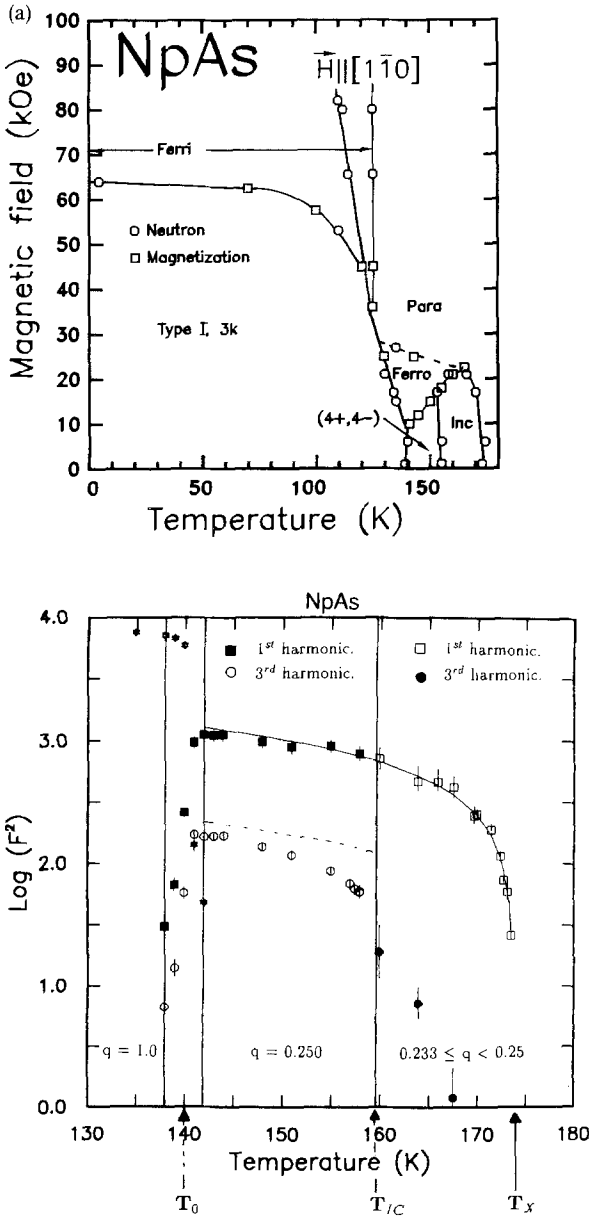 (a)
NpAs
H||[11̄0]
Magnetic field (kOe)
100
90
80
70
60
50
40
30
20
10
0
Ferri
Neutron
Magnetization
Type I, 3k
Para
Ferro
(4+,4−)
Inc
0
50
100
150
Temperature (K)
NpAs
Log (F²)
4.0
3.0
2.0
1.0
0.0
1st harmonic.
3rd harmonic.
1st harmonic.
3rd harmonic.
q = 1.0
q = 0.250
0.233 ≤ q < 0.25
130
140
150
160
170
180
Temperature (K)
T₀
T_IC
T_N